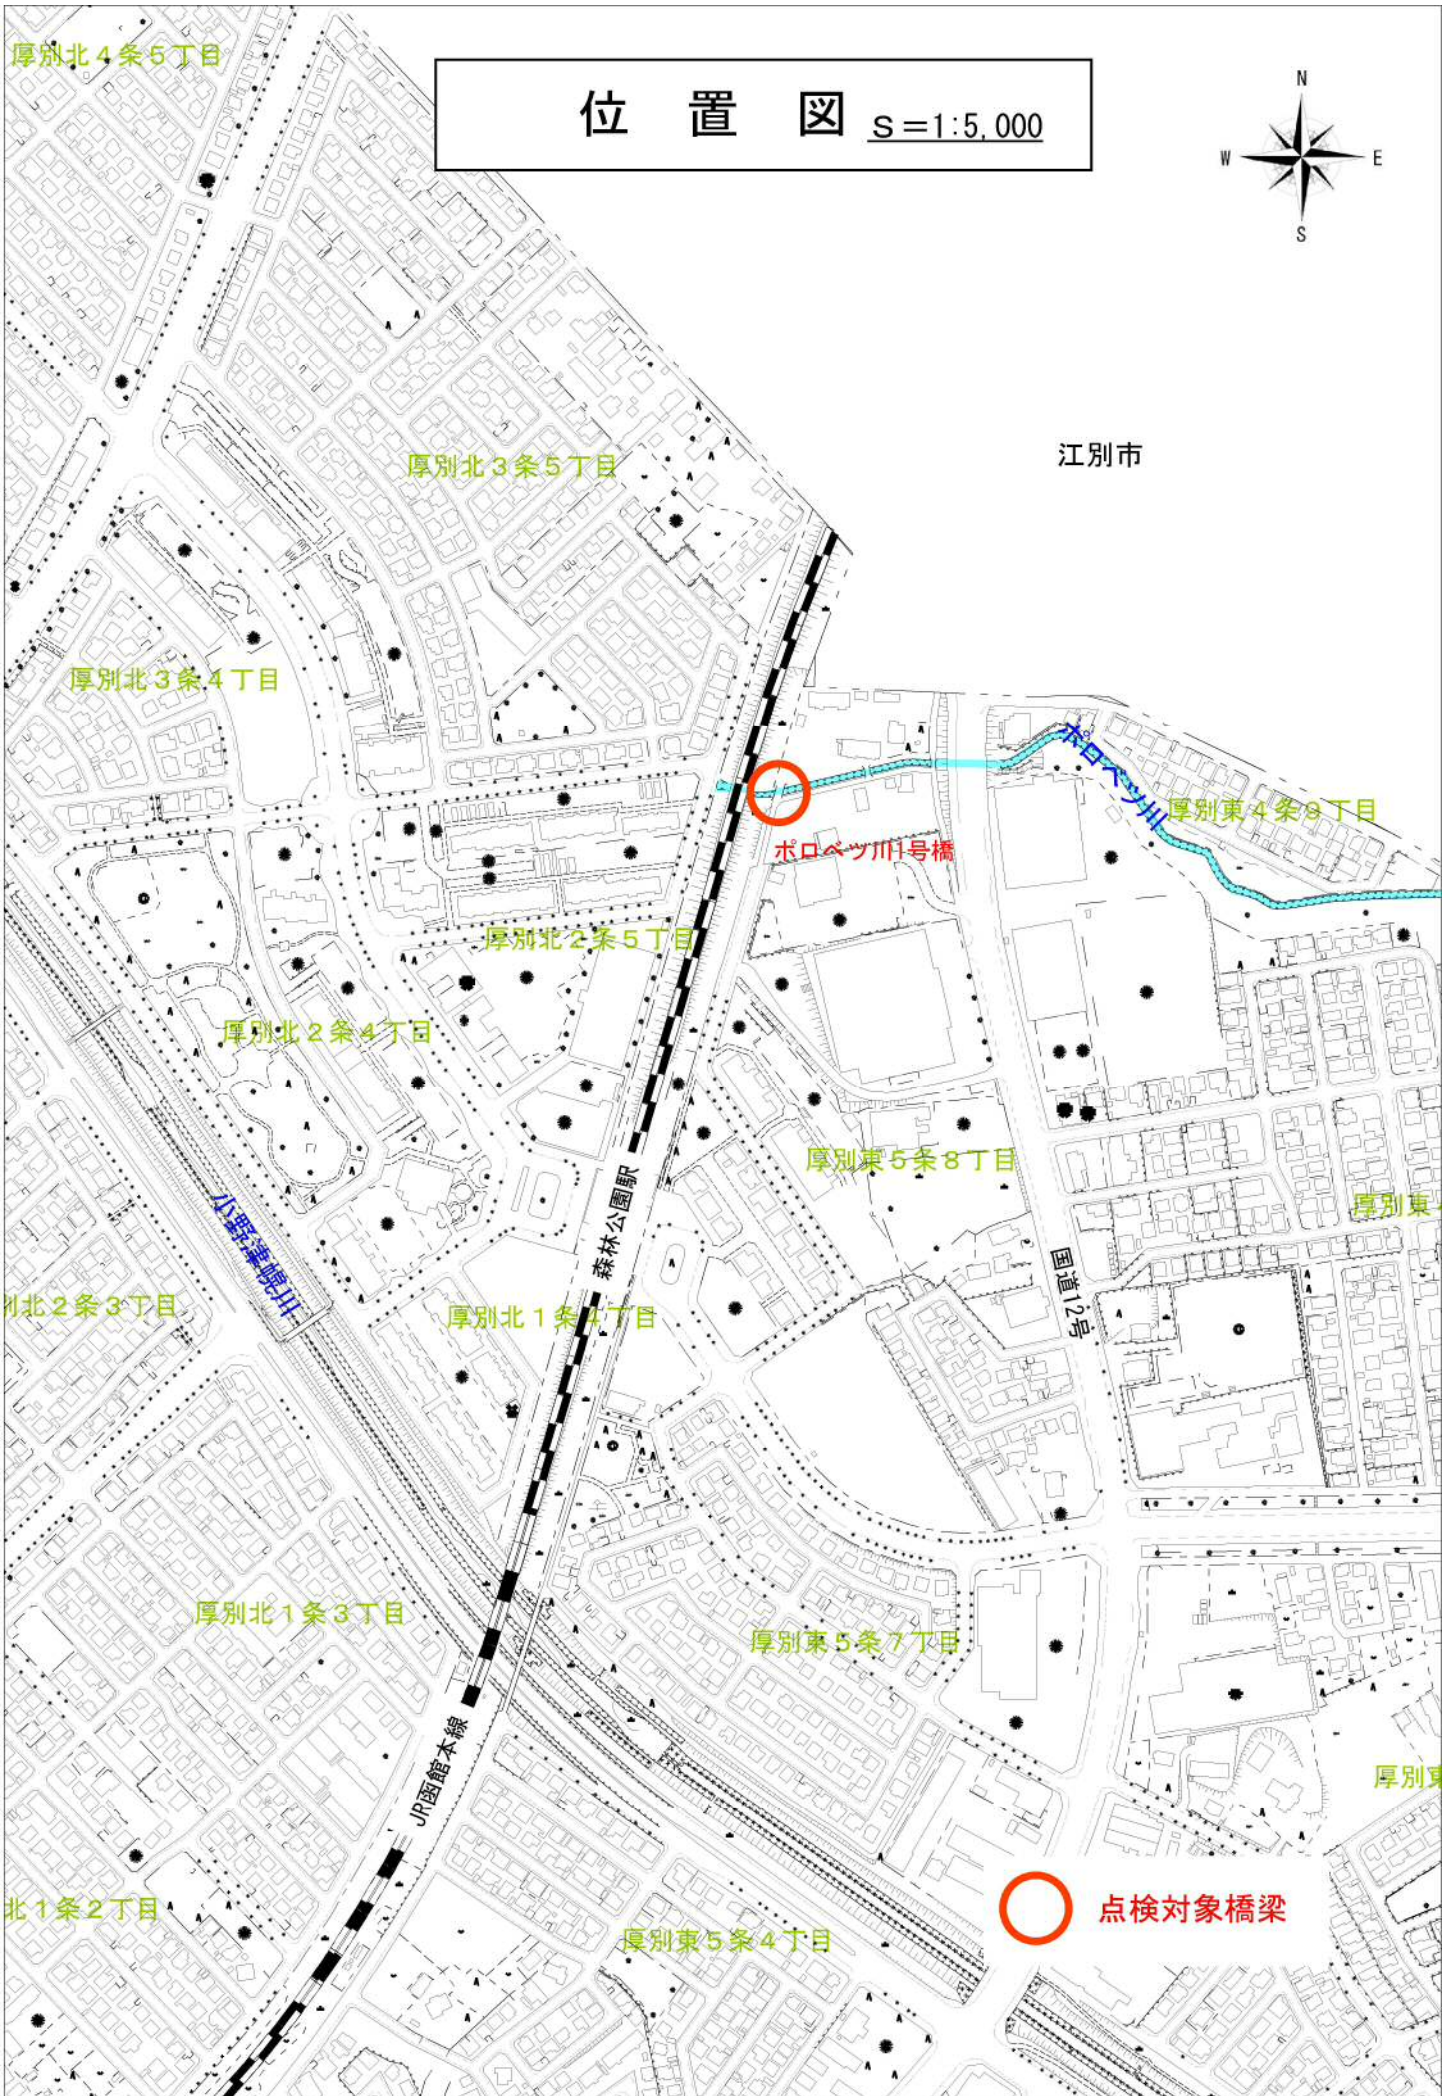 厚別北4条5丁目
位 置 図 S=1:5,000
N
W E
S
江別市
厚別北3条5丁目
厚別北3条4丁目
ポロベツ川
厚別東4条9丁目
ポロベツ川1号橋
厚別北2条5丁目
厚別北2条4丁目
厚別東5条8丁目
厚別東
小野津幌川
森林公園駅
国道12号
別北2条3丁目
厚別北1条4丁目
厚別北1条3丁目
厚別東5条7丁目
JR函館本線
厚別東
北1条2丁目
点検対象橋梁
厚別東5条4丁目